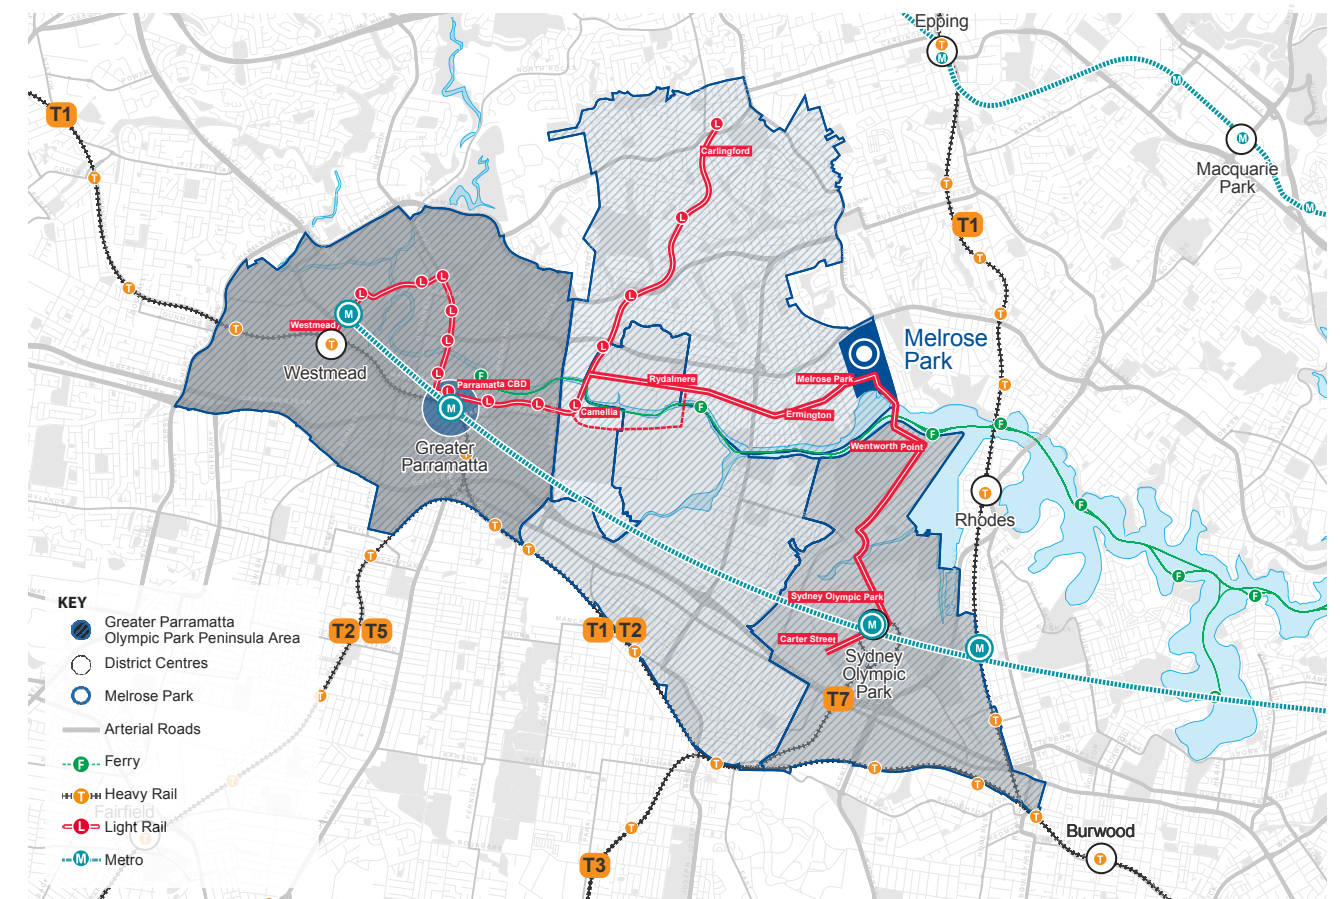 Epping
T
M
M
T1
M
Macquarie
Park
M
T
L
Carlingford
T
T
L
T1
T
T
L
L
L
T
M
L
L
T
Westmead
T
Westmead
L
L
L
T
Melrose
Park
L
F
Parramatta CBD
L
M
L
L
L
Camellia
Rydalmere
F
Melrose Park
Ermington
T
F
F
Wentworth Point
Greater
Parramatta
T
T
Rhodes
F
T
T
T
F
F
Sydney Olympic Park
M
Carter Street
Sydney
Olympic
Park
M
T2
T5
T1
T2
T
T
T7
F
T
T
T
T
T
T
T3
Burwood
T
KEY
Greater Parramatta
Olympic Park Peninsula Area
District Centres
Melrose Park
Arterial Roads
F
Ferry
T
Heavy Rail
Fairfield
L
Light Rail
M
Metro